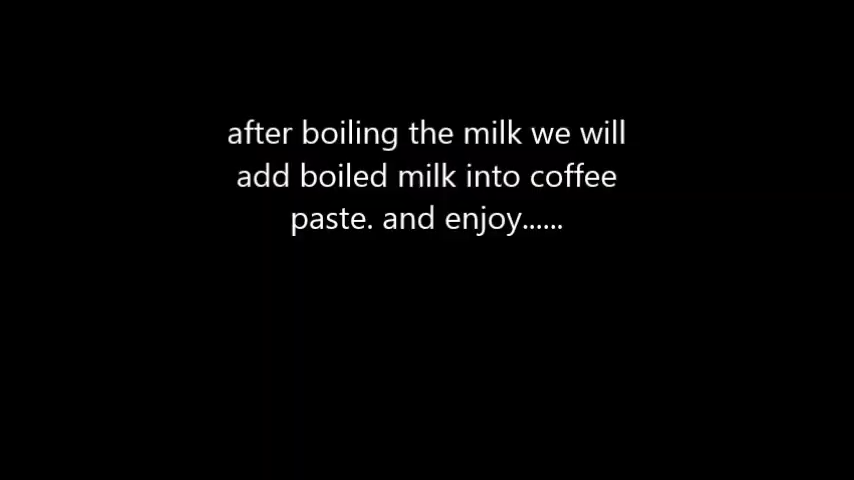 after boiling the milk we will
add boiled milk into coffee
paste. and enjoy......